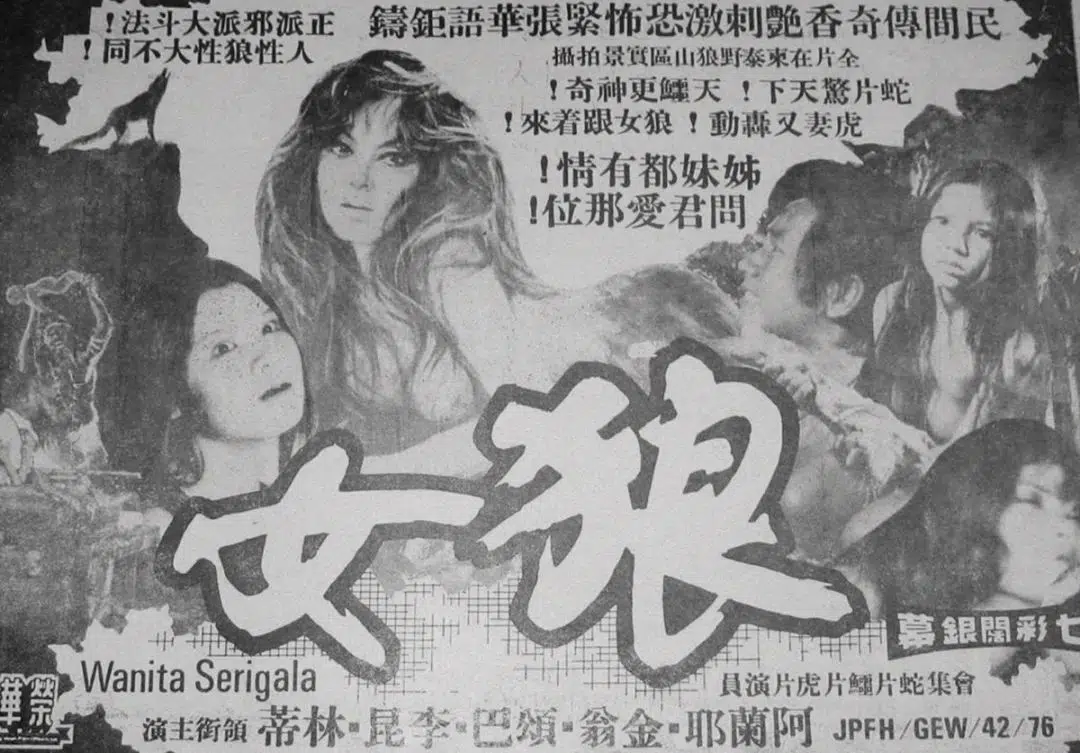 民間傳奇香艷刺激恐怖緊張華語鉅鑄
全片在柬泰野狼山區實景拍攝
蛇片驚天下！天鱷更神奇！
虎妻又轟動！狼女跟着來！
姊妹都有情！
問君愛那位！
正派邪派大斗法！
人性狼性大不同！
狼女
七彩闊銀幕
Wanita Serigala
會集蛇片鱷片虎片演員
榮華
阿蘭耶·金翁·頌巴·李昆·林蒂 領銜主演
JPFH/GEW/42/76